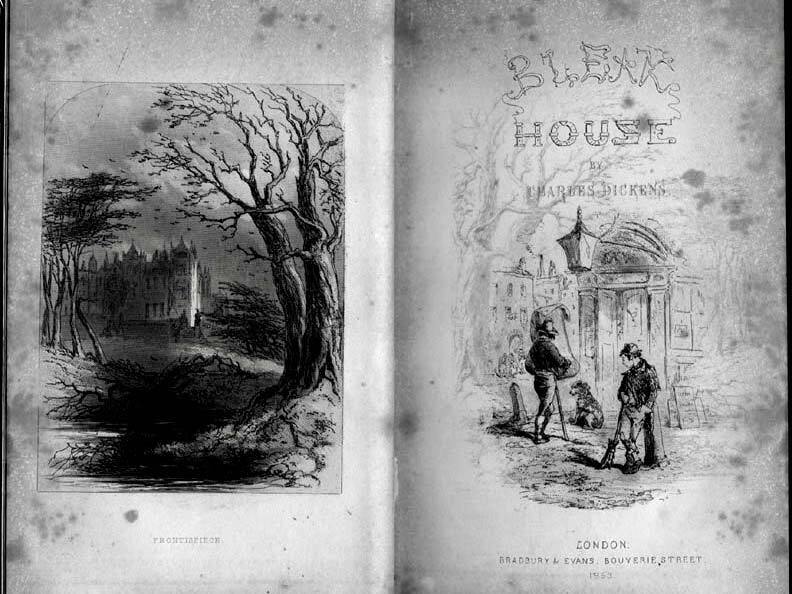 FRONTISPIECE.
BLEAK
HOUSE
BY
CHARLES DICKENS.
LONDON:
BRADBURY & EVANS, BOUVERIE STREET.
1853.